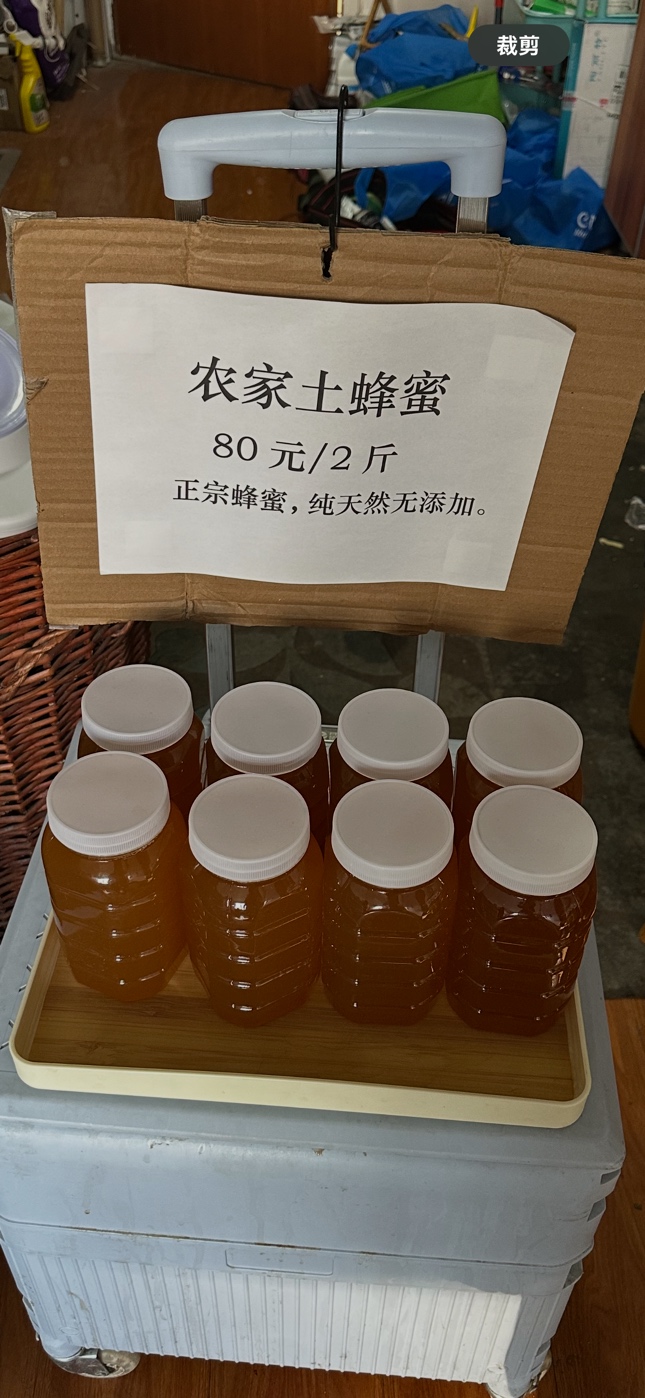 裁剪
农家土蜂蜜
80 元/2 斤
正宗蜂蜜，纯天然无添加。